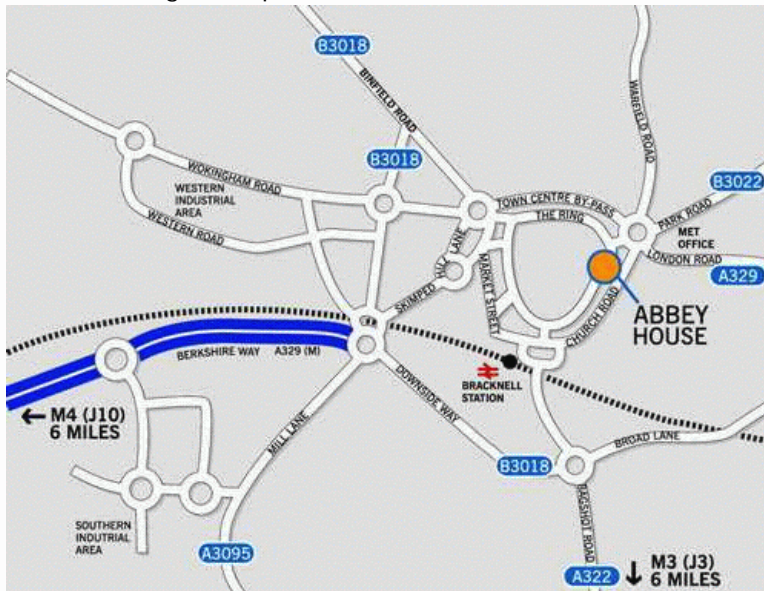 B3018
BINFIELD ROAD
WARFIELD ROAD
B3018
WOKINGHAM ROAD
B3022
WESTERN
INDUSTRIAL
AREA
TOWN CENTRE BY-PASS
PARK ROAD
THE RING
MET
OFFICE
WESTERN ROAD
LONDON ROAD
HILL LANE
SKIMPED
MARKET STREET
A329
ABBEY
HOUSE
CHURCH ROAD
BERKSHIRE WAY
A329 (M)
BRACKNELL
STATION
DOWNSIDE WAY
← M4 (J10)
6 MILES
MILL LANE
BROAD LANE
B3018
BAGSHOT ROAD
SOUTHERN
INDUTRIAL
AREA
A3095
A322
↓ M3 (J3)
6 MILES